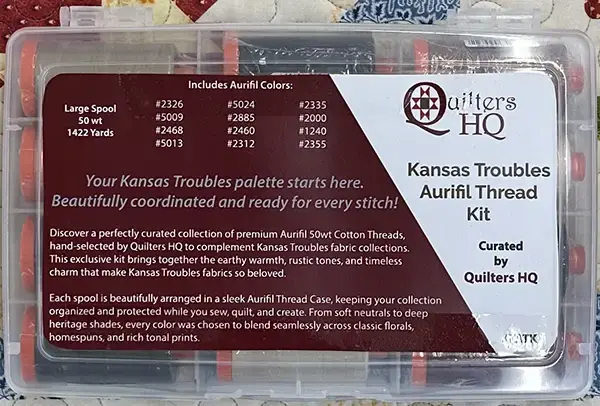 Includes Aurifil Colors:
Large Spool
50 wt
1422 Yards
#2326 #5024 #2335
#5009 #2885 #2000
#2468 #2460 #1240
#5013 #2312 #2355
Quilters
HQ
Kansas Troubles
Aurifil Thread
Kit
Curated
by
Quilters HQ
Your Kansas Troubles palette starts here.
Beautifully coordinated and ready for every stitch!
Discover a perfectly curated collection of premium Aurifil 50wt Cotton Threads,
hand-selected by Quilters HQ to complement Kansas Troubles fabric collections.
This exclusive kit brings together the earthy warmth, rustic tones, and timeless
charm that make Kansas Troubles fabrics so beloved.
Each spool is beautifully arranged in a sleek Aurifil Thread Case, keeping your collection
organized and protected while you sew, quilt, and create. From soft neutrals to deep
heritage shades, every color was chosen to blend seamlessly across classic florals,
homespuns, and rich tonal prints.